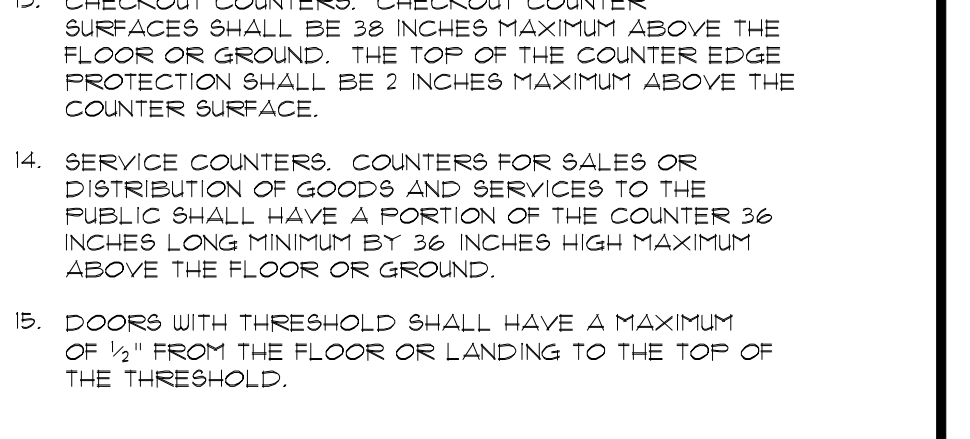 13. CHECKOUT COUNTERS. CHECKOUT COUNTER
SURFACES SHALL BE 38 INCHES MAXIMUM ABOVE THE
FLOOR OR GROUND. THE TOP OF THE COUNTER EDGE
PROTECTION SHALL BE 2 INCHES MAXIMUM ABOVE THE
COUNTER SURFACE.
14. SERVICE COUNTERS. COUNTERS FOR SALES OR
DISTRIBUTION OF GOODS AND SERVICES TO THE
PUBLIC SHALL HAVE A PORTION OF THE COUNTER 36
INCHES LONG MINIMUM BY 36 INCHES HIGH MAXIMUM
ABOVE THE FLOOR OR GROUND.
15. DOORS WITH THRESHOLD SHALL HAVE A MAXIMUM
OF ½" FROM THE FLOOR OR LANDING TO THE TOP OF
THE THRESHOLD.